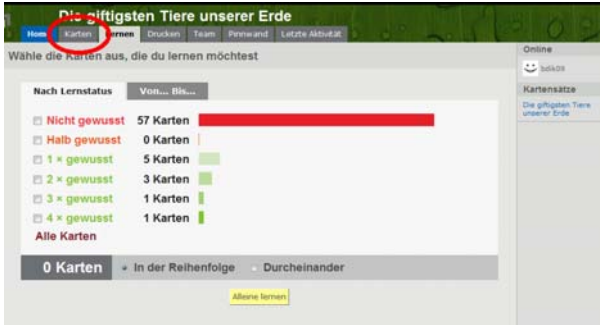 Die giftigsten Tiere unserer Erde
Home Karten Lernen Drucken Team Pinnwand Letzte Aktivität
Wähle die Karten aus, die du lernen möchtest
Nach Lernstatus Von... Bis...
Nicht gewusst 57 Karten
Halb gewusst 0 Karten
1 × gewusst 5 Karten
2 × gewusst 3 Karten
3 × gewusst 1 Karten
4 × gewusst 1 Karten
Alle Karten
0 Karten In der Reihenfolge Durcheinander
Alleine lernen
Online
Kartensätze
Die giftigsten Tiere
unserer Erde